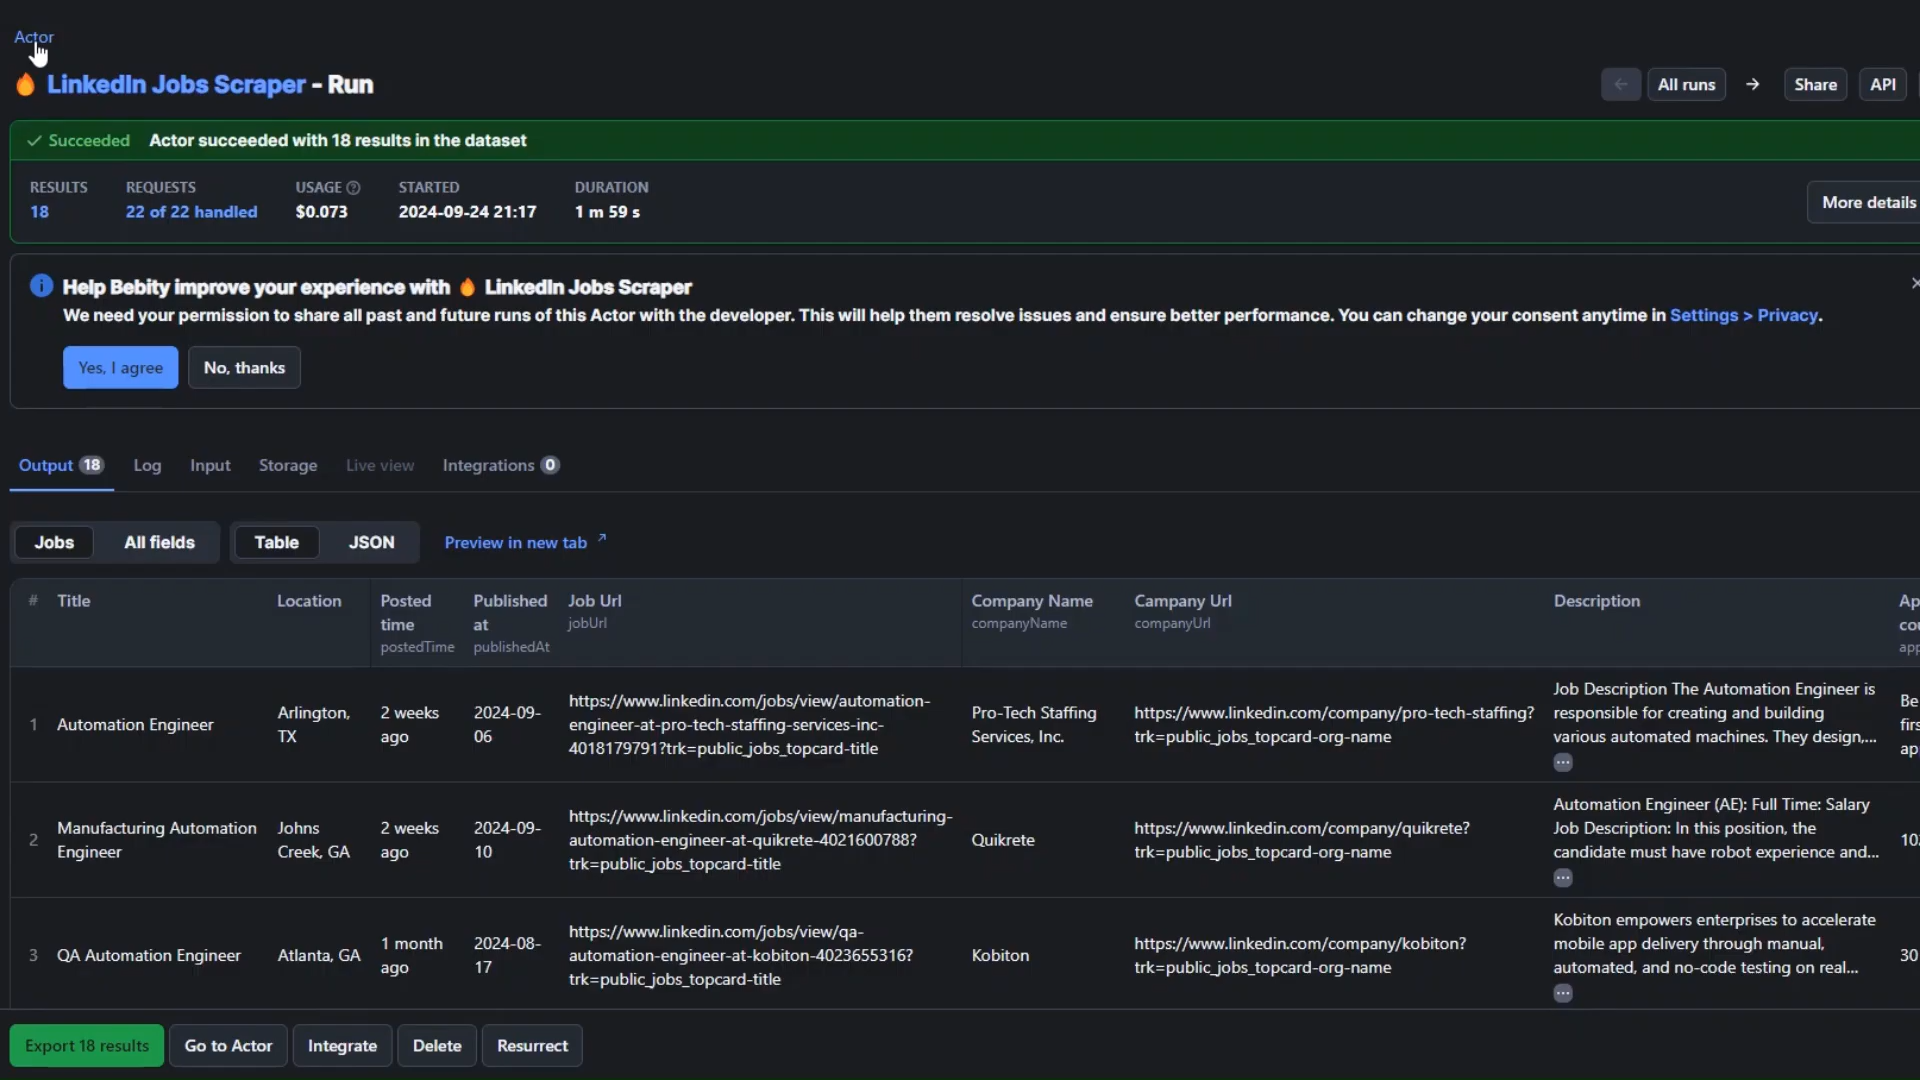 Actor
LinkedIn Jobs Scraper - Run
All runs
Share
API
Succeeded Actor succeeded with 18 results in the dataset
RESULTS REQUESTS USAGE STARTED DURATION
18 22 of 22 handled $0.073 2024-09-24 21:17 1 m 59 s
More details
Help Bebity improve your experience with LinkedIn Jobs Scraper
We need your permission to share all past and future runs of this Actor with the developer. This will help them resolve issues and ensure better performance. You can change your consent anytime in Settings > Privacy.
Yes, I agree No, thanks
Output 18 Log Input Storage Live view Integrations 0
Jobs All fields Table JSON Preview in new tab
# Title
Location
Posted
time
postedTime
Published
at
publishedAt
Job Url
jobUrl
Company Name
companyName
Campany Url
companyUrl
Description
1
Automation Engineer
Arlington,
TX
2 weeks
ago
2024-09-
06
https://www.linkedin.com/jobs/view/automation-
engineer-at-pro-tech-staffing-services-inc-
4018179791?trk=public_jobs_topcard-title
Pro-Tech Staffing
Services, Inc.
https://www.linkedin.com/company/pro-tech-staffing?
trk=public_jobs_topcard-org-name
Job Description The Automation Engineer is
responsible for creating and building
various automated machines. They design,...
Be
2
Manufacturing Automation
Engineer
Johns
Creek, GA
2 weeks
ago
2024-09-
10
https://www.linkedin.com/jobs/view/manufacturing-
automation-engineer-at-quikrete-4021600788?
trk=public_jobs_topcard-title
Quikrete
https://www.linkedin.com/company/quikrete?
trk=public_jobs_topcard-org-name
Automation Engineer (AE): Full Time: Salary
Job Description: In this position, the
candidate must have robot experience and...
3
QA Automation Engineer
Atlanta, GA
1 month
ago
2024-08-
17
https://www.linkedin.com/jobs/view/qa-
automation-engineer-at-kobiton-4023655316?
trk=public_jobs_topcard-title
Kobiton
https://www.linkedin.com/company/kobiton?
trk=public_jobs_topcard-org-name
Kobiton empowers enterprises to accelerate
mobile app delivery through manual,
automated, and no-code testing on real...
30
Export 18 results Go to Actor Integrate Delete Resurrect